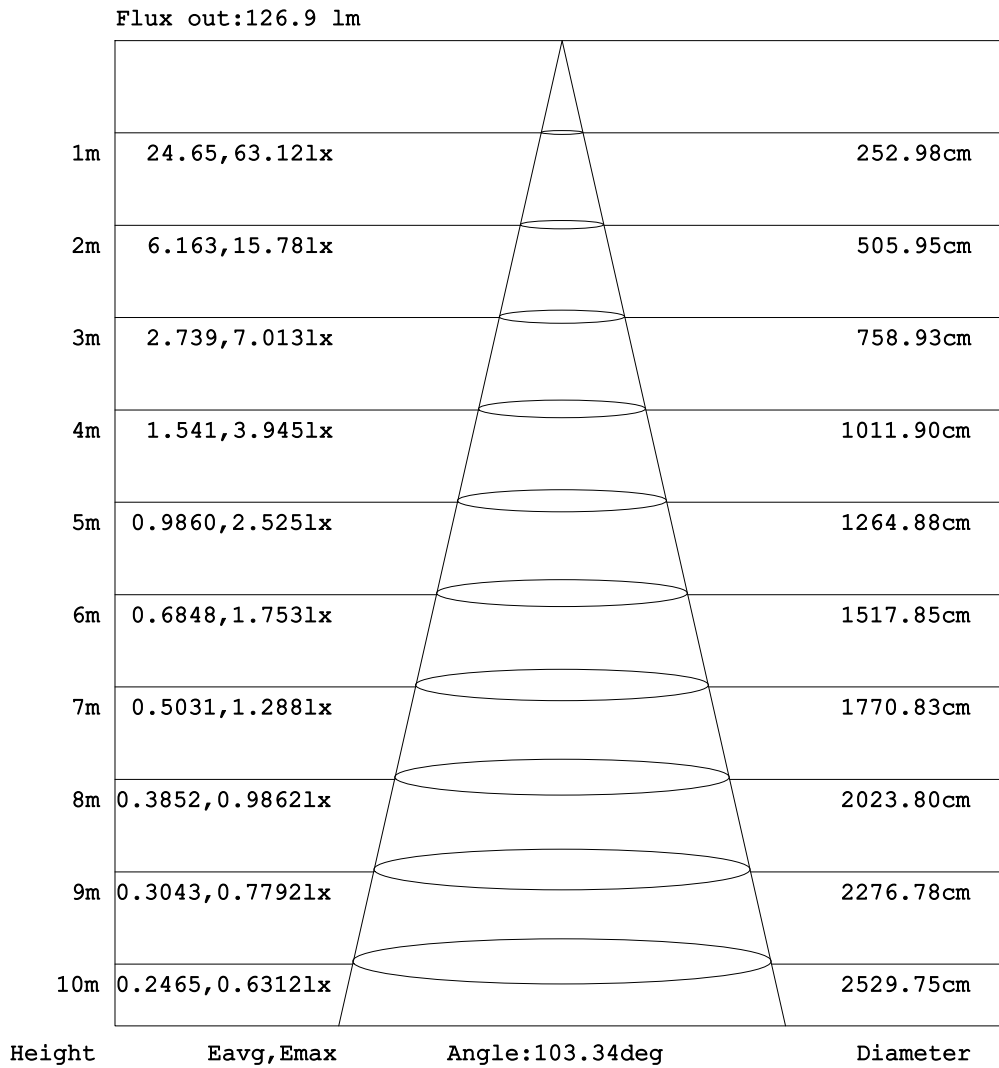 Flux out:126.9 lm
1m 24.65,63.12lx 252.98cm
2m 6.163,15.78lx 505.95cm
3m 2.739,7.013lx 758.93cm
4m 1.541,3.945lx 1011.90cm
5m 0.9860,2.525lx 1264.88cm
6m 0.6848,1.753lx 1517.85cm
7m 0.5031,1.288lx 1770.83cm
8m 0.3852,0.9862lx 2023.80cm
9m 0.3043,0.7792lx 2276.78cm
10m 0.2465,0.6312lx 2529.75cm
Height Eavg,Emax Angle:103.34deg Diameter